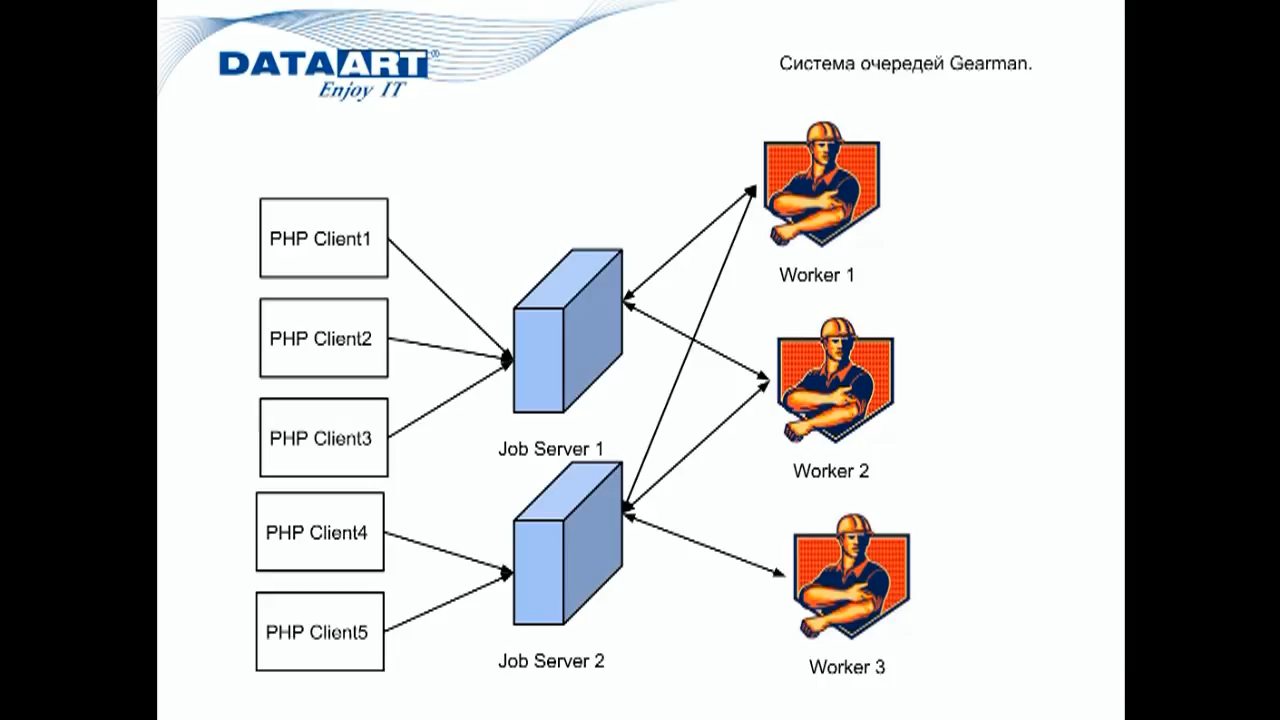 DATAART®
Enjoy IT
Система очередей Gearman.
PHP Client1
PHP Client2
PHP Client3
PHP Client4
PHP Client5
Job Server 1
Job Server 2
Worker 1
Worker 2
Worker 3